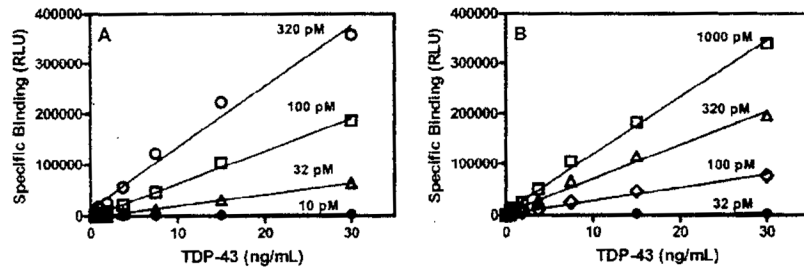 A
400000
300000
200000
100000
0
Specific Binding (RLU)
320 pM
100 pM
32 pM
10 pM
0
10
20
30
TDP-43 (ng/mL)
B
400000
300000
200000
100000
0
Specific Binding (RLU)
1000 pM
320 pM
100 pM
32 pM
0
10
20
30
TDP-43 (ng/mL)